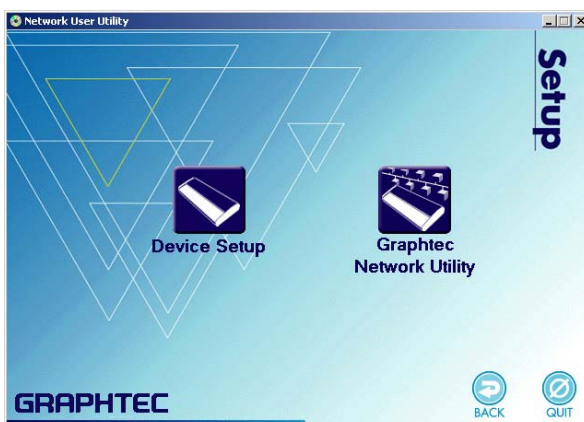 Network User Utility
Setup
Device Setup
Graphtec
Network Utility
GRAPHTEC
BACK
QUIT